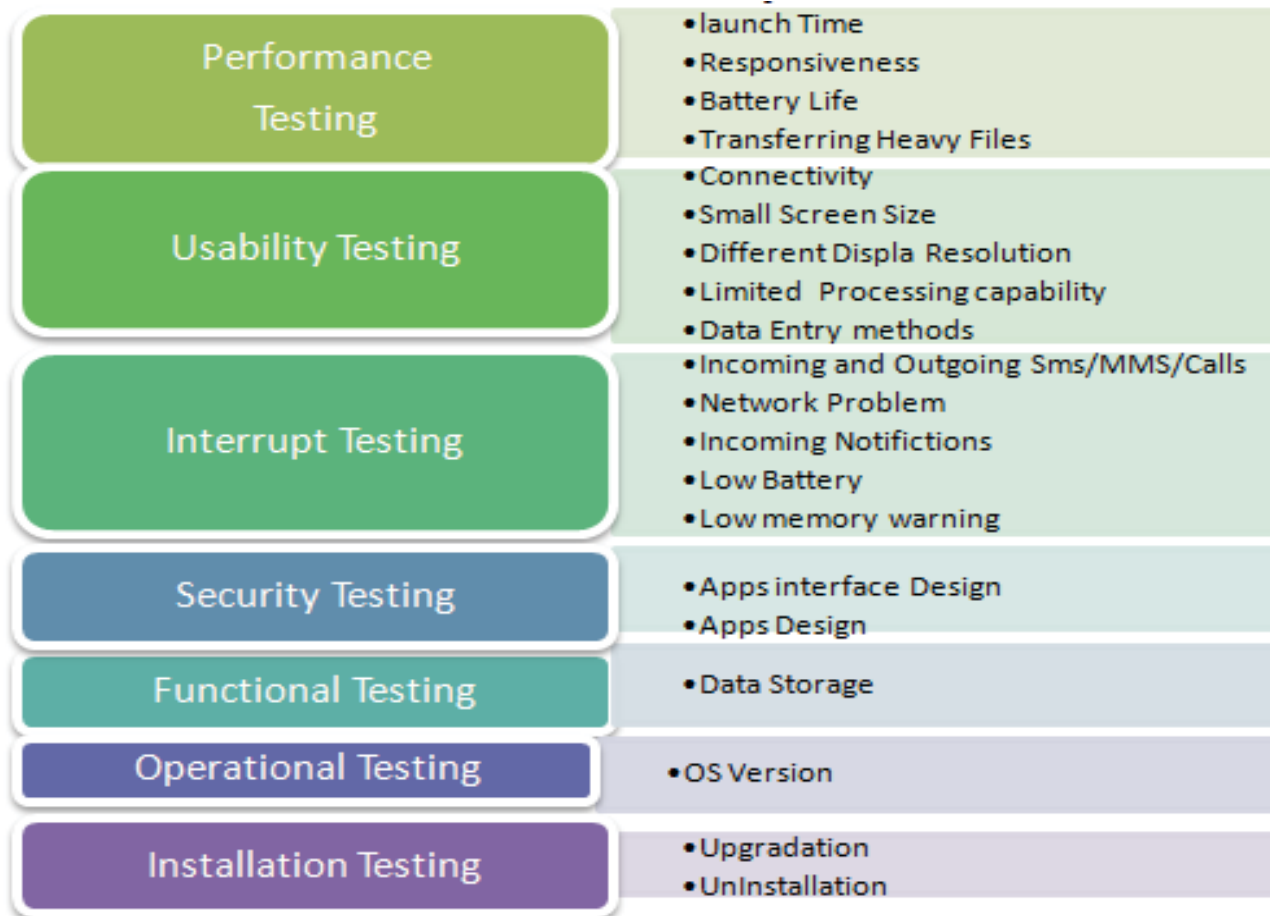 Performance
Testing
•launch Time
•Responsiveness
•Battery Life
•Transferring Heavy Files
Usability Testing
•Connectivity
•Small Screen Size
•Different Displa Resolution
•Limited Processing capability
•Data Entry methods
Interrupt Testing
•Incoming and Outgoing Sms/MMS/Calls
•Network Problem
•Incoming Notifictions
•Low Battery
•Low memory warning
Security Testing
•Apps interface Design
•Apps Design
Functional Testing
•Data Storage
Operational Testing
•OS Version
Installation Testing
•Upgradation
•UnInstallation